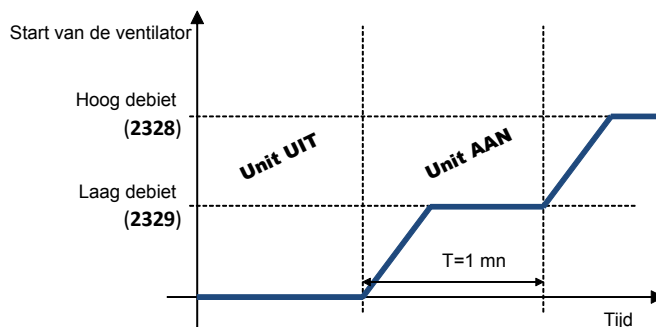 Start van de ventilator
Hoog debiet
(2328)
Unit UIT
Unit AAN
Laag debiet
(2329)
T=1 mn
Tijd